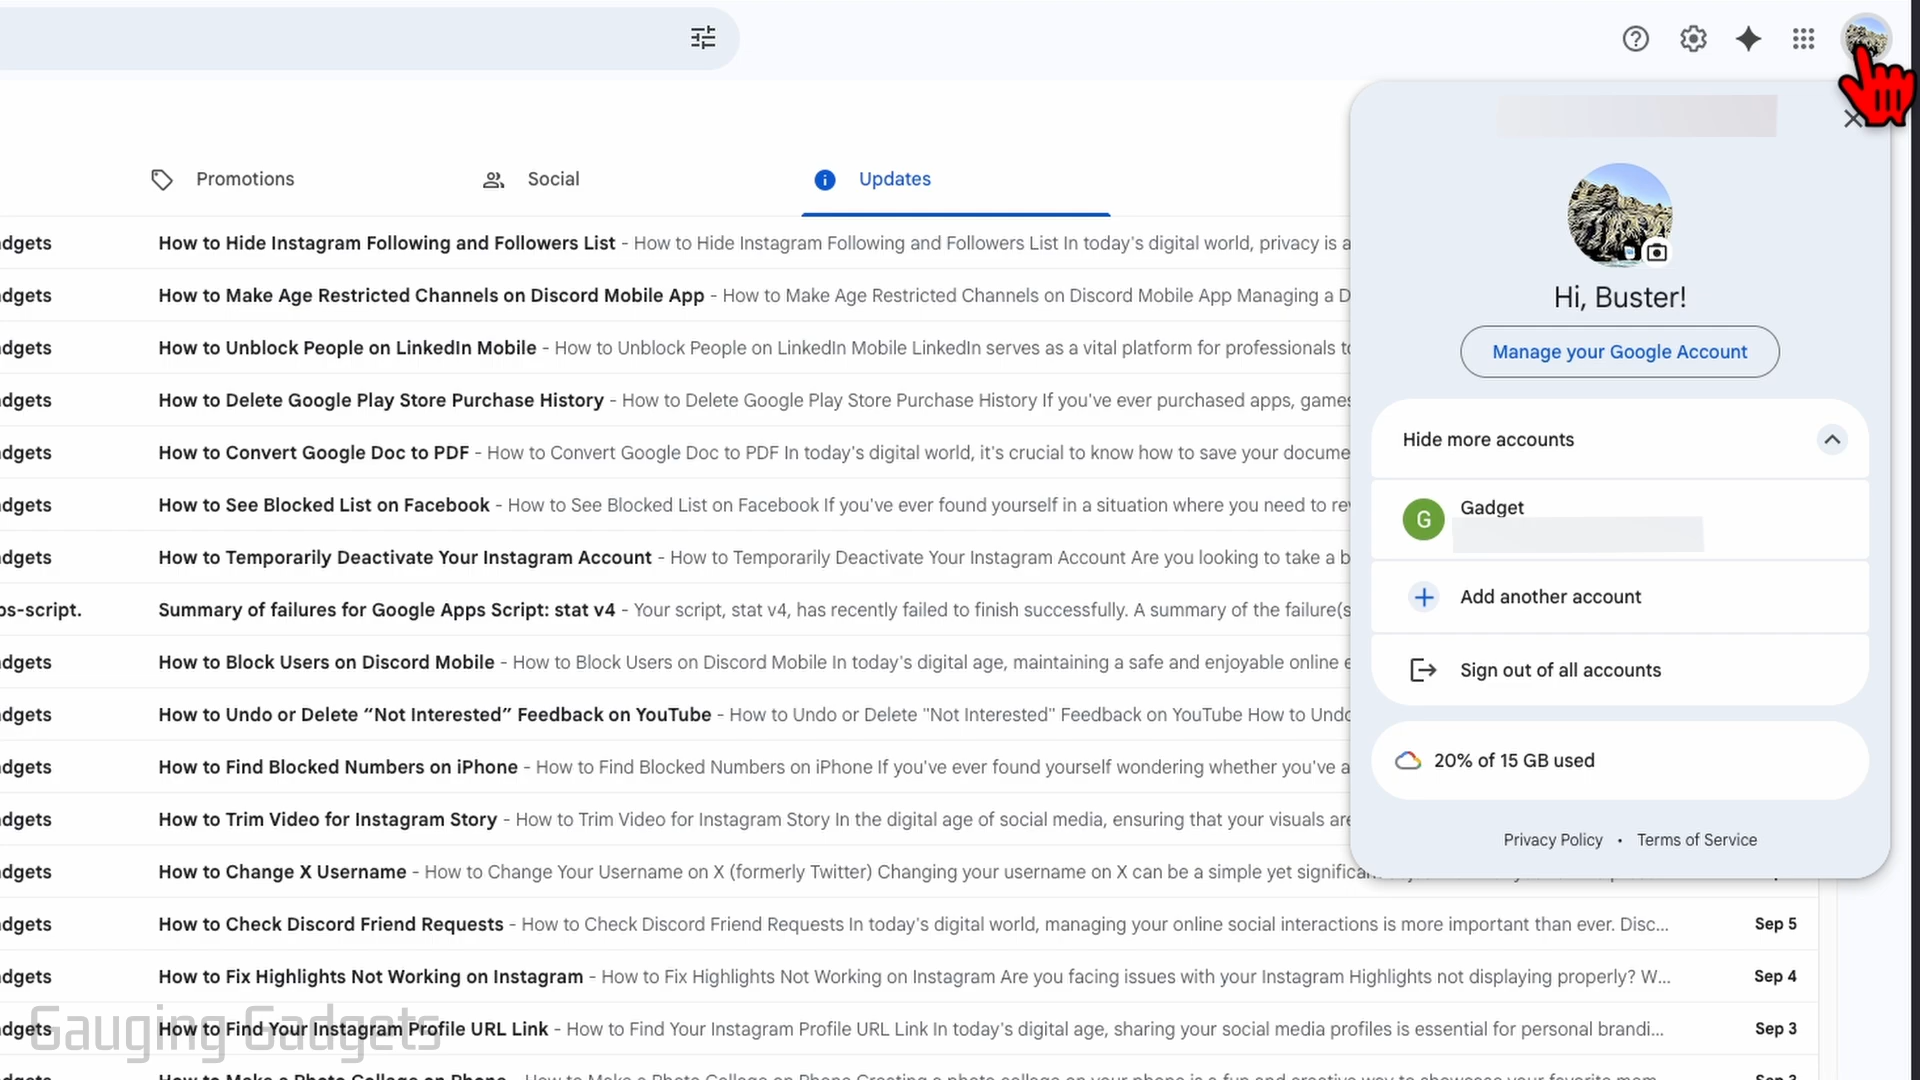 Promotions
Social
Updates
dgets How to Hide Instagram Following and Followers List - How to Hide Instagram Following and Followers List In today's digital world, privacy is a
dgets How to Make Age Restricted Channels on Discord Mobile App - How to Make Age Restricted Channels on Discord Mobile App Managing a D
dgets How to Unblock People on LinkedIn Mobile - How to Unblock People on LinkedIn Mobile LinkedIn serves as a vital platform for professionals to
dgets How to Delete Google Play Store Purchase History - How to Delete Google Play Store Purchase History If you've ever purchased apps, games
dgets How to Convert Google Doc to PDF - How to Convert Google Doc to PDF In today's digital world, it's crucial to know how to save your docume
dgets How to See Blocked List on Facebook - How to See Blocked List on Facebook If you've ever found yourself in a situation where you need to re
dgets How to Temporarily Deactivate Your Instagram Account - How to Temporarily Deactivate Your Instagram Account Are you looking to take a b
ps-script. Summary of failures for Google Apps Script: stat v4 - Your script, stat v4, has recently failed to finish successfully. A summary of the failure(s
dgets How to Block Users on Discord Mobile - How to Block Users on Discord Mobile In today's digital age, maintaining a safe and enjoyable online e
dgets How to Undo or Delete “Not Interested” Feedback on YouTube - How to Undo or Delete "Not Interested" Feedback on YouTube How to Undo
dgets How to Find Blocked Numbers on iPhone - How to Find Blocked Numbers on iPhone If you've ever found yourself wondering whether you've a
dgets How to Trim Video for Instagram Story - How to Trim Video for Instagram Story In the digital age of social media, ensuring that your visuals are
dgets How to Change X Username - How to Change Your Username on X (formerly Twitter) Changing your username on X can be a simple yet significan
dgets How to Check Discord Friend Requests - How to Check Discord Friend Requests In today's digital world, managing your online social interactions is more important than ever. Disc... Sep 5
dgets How to Fix Highlights Not Working on Instagram - How to Fix Highlights Not Working on Instagram Are you facing issues with your Instagram Highlights not displaying properly? W... Sep 4
dgets How to Find Your Instagram Profile URL Link - How to Find Your Instagram Profile URL Link In today's digital age, sharing your social media profiles is essential for personal brandi... Sep 3
Gauging Gadgets
Hi, Buster!
Manage your Google Account
Hide more accounts
G Gadget
Add another account
Sign out of all accounts
20% of 15 GB used
Privacy Policy • Terms of Service